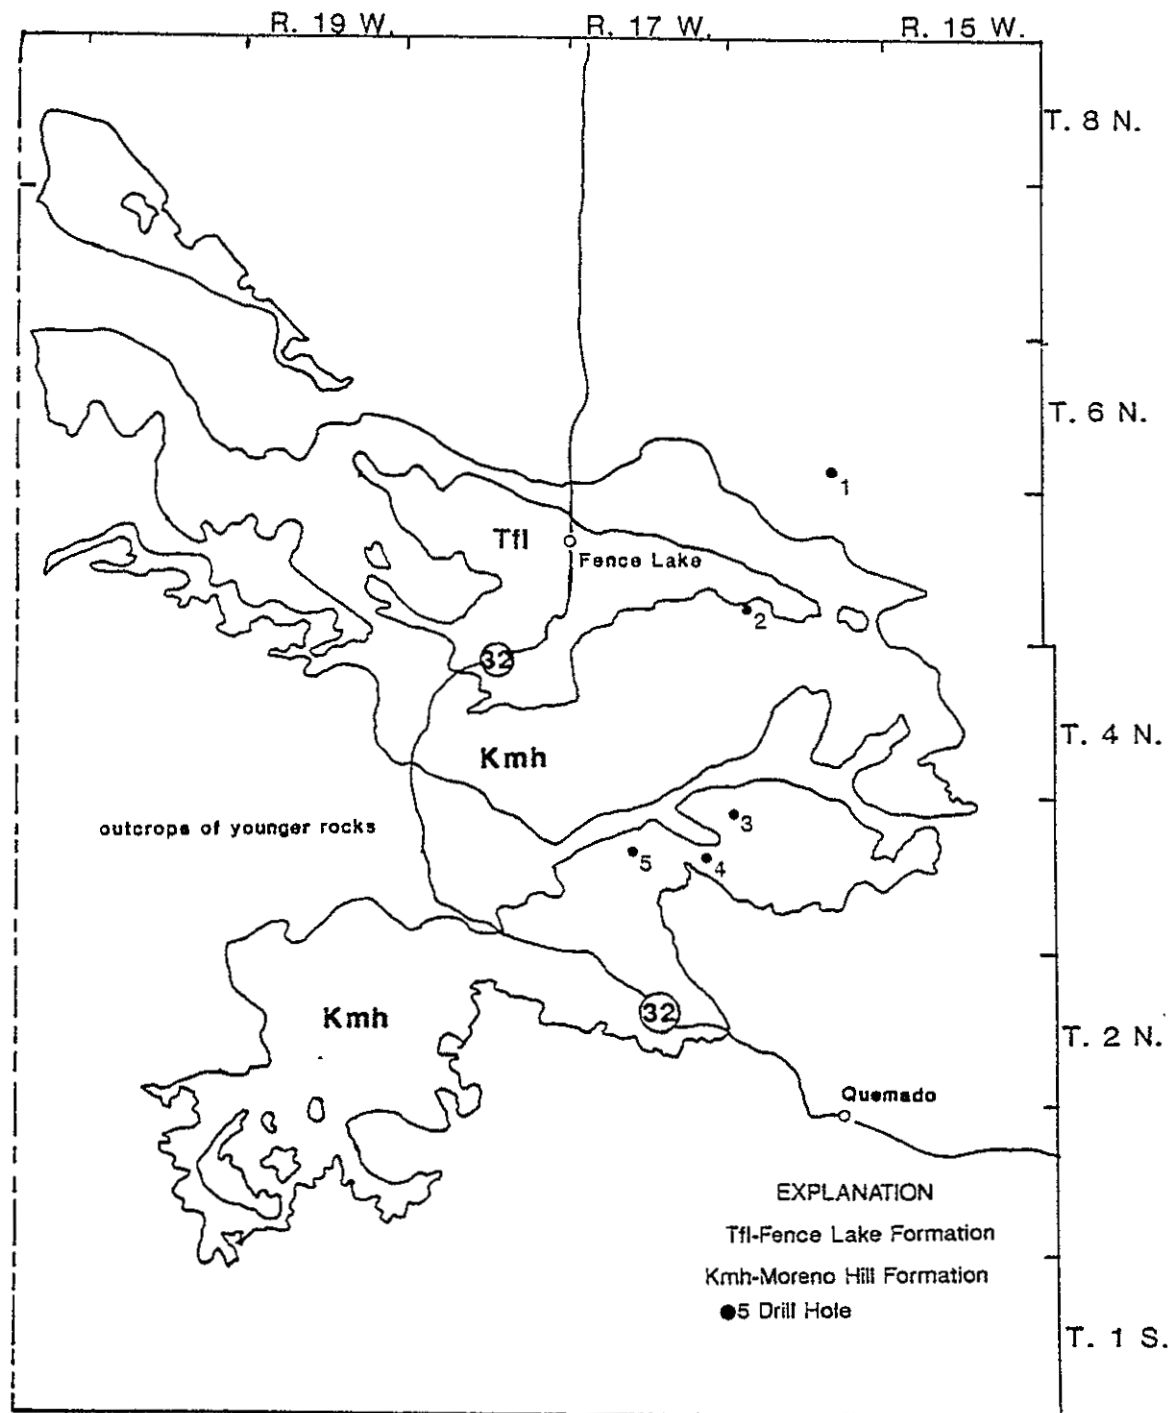 R. 19 W. R. 17 W. R. 15 W.
T. 8 N.
T. 6 N.
1
Tfl
Fence Lake
2
32
T. 4 N.
Kmh
outcrops of younger rocks
3
5 4
32
Kmh
T. 2 N.
Quemado
EXPLANATION
Tfl-Fence Lake Formation
Kmh-Moreno Hill Formation
5 Drill Hole
T. 1 S.